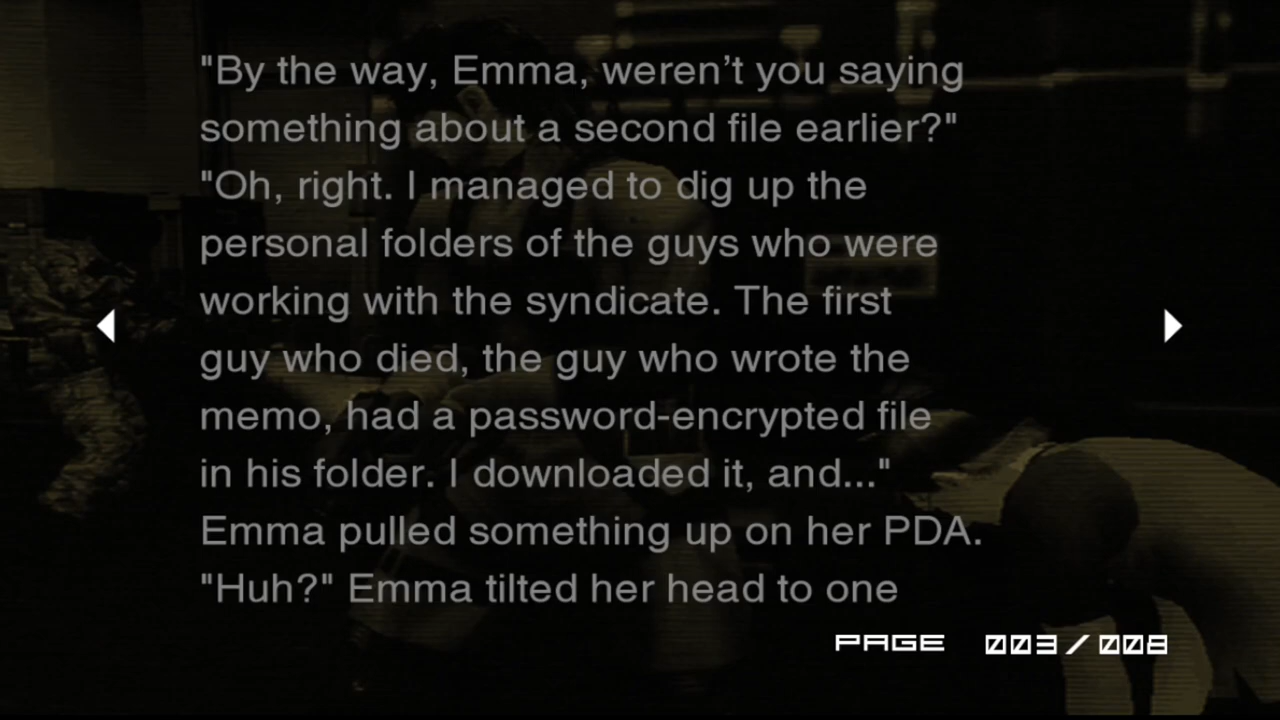 "By the way, Emma, weren’t you saying
something about a second file earlier?"
"Oh, right. I managed to dig up the
personal folders of the guys who were
working with the syndicate. The first
guy who died, the guy who wrote the
memo, had a password-encrypted file
in his folder. I downloaded it, and..."
Emma pulled something up on her PDA.
"Huh?" Emma tilted her head to one
PAGE 003/008